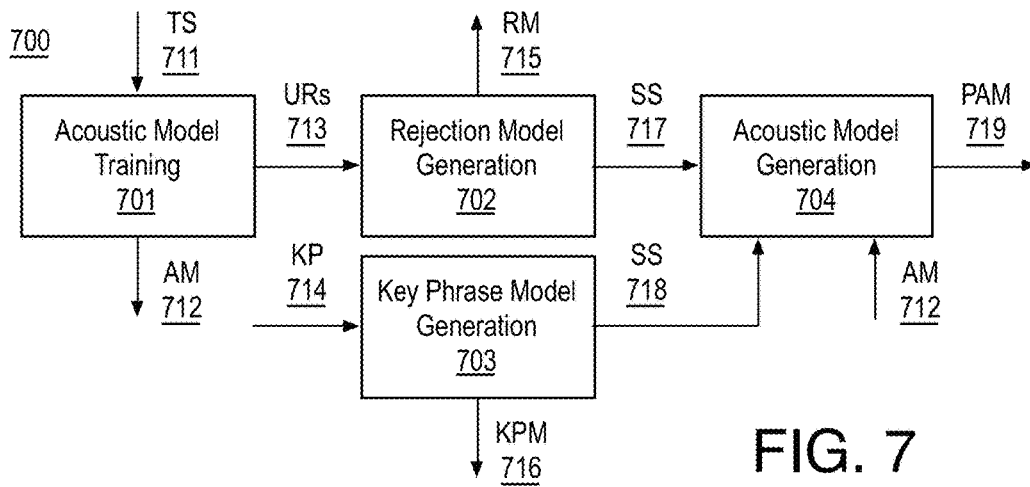 700
TS
711
RM
715
Acoustic Model
Training
701
URs
713
Rejection Model
Generation
702
SS
717
Acoustic Model
Generation
704
PAM
719
AM
712
KP
714
Key Phrase Model
Generation
703
SS
718
AM
712
KPM
716
FIG. 7